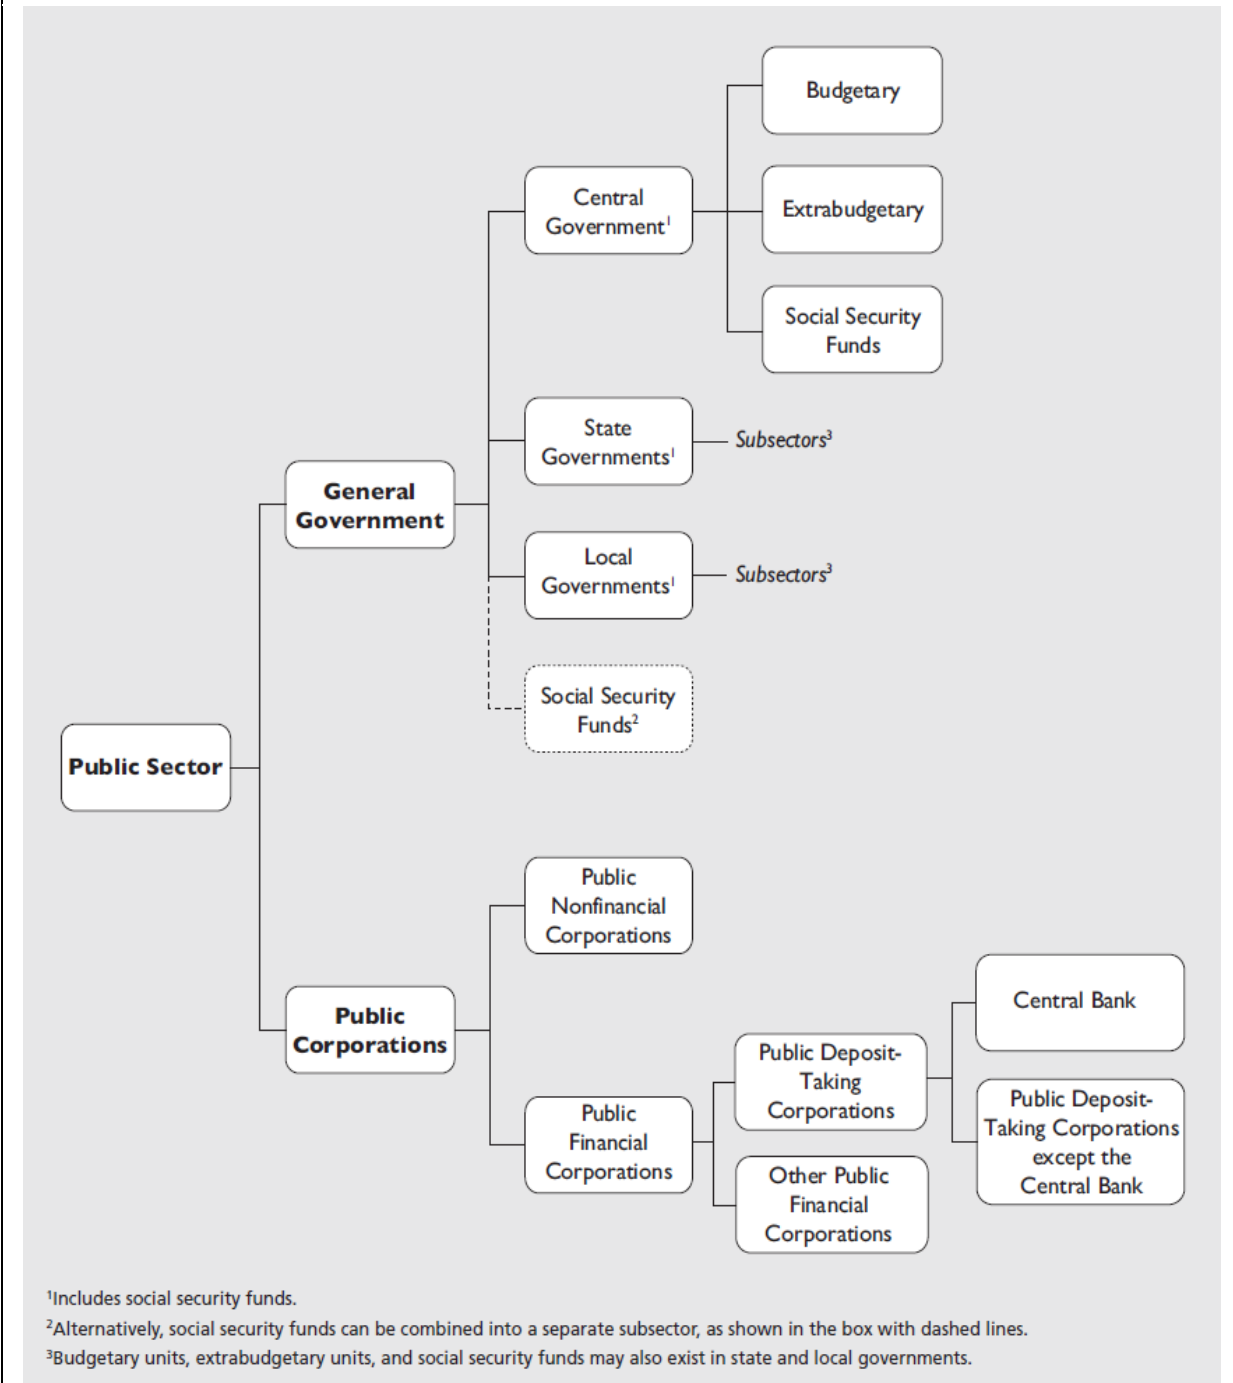 Budgetary
Central
Government¹
Extrabudgetary
Social Security
Funds
State
Governments¹
Subsectors³
General
Government
Local
Governments¹
Subsectors³
Social Security
Funds²
Public Sector
Public
Nonfinancial
Corporations
Public
Corporations
Central Bank
Public Deposit-
Taking
Corporations
Public
Financial
Corporations
Public Deposit-
Taking Corporations
except the
Central Bank
Other Public
Financial
Corporations
¹Includes social security funds.
²Alternatively, social security funds can be combined into a separate subsector, as shown in the box with dashed lines.
³Budgetary units, extrabudgetary units, and social security funds may also exist in state and local governments.